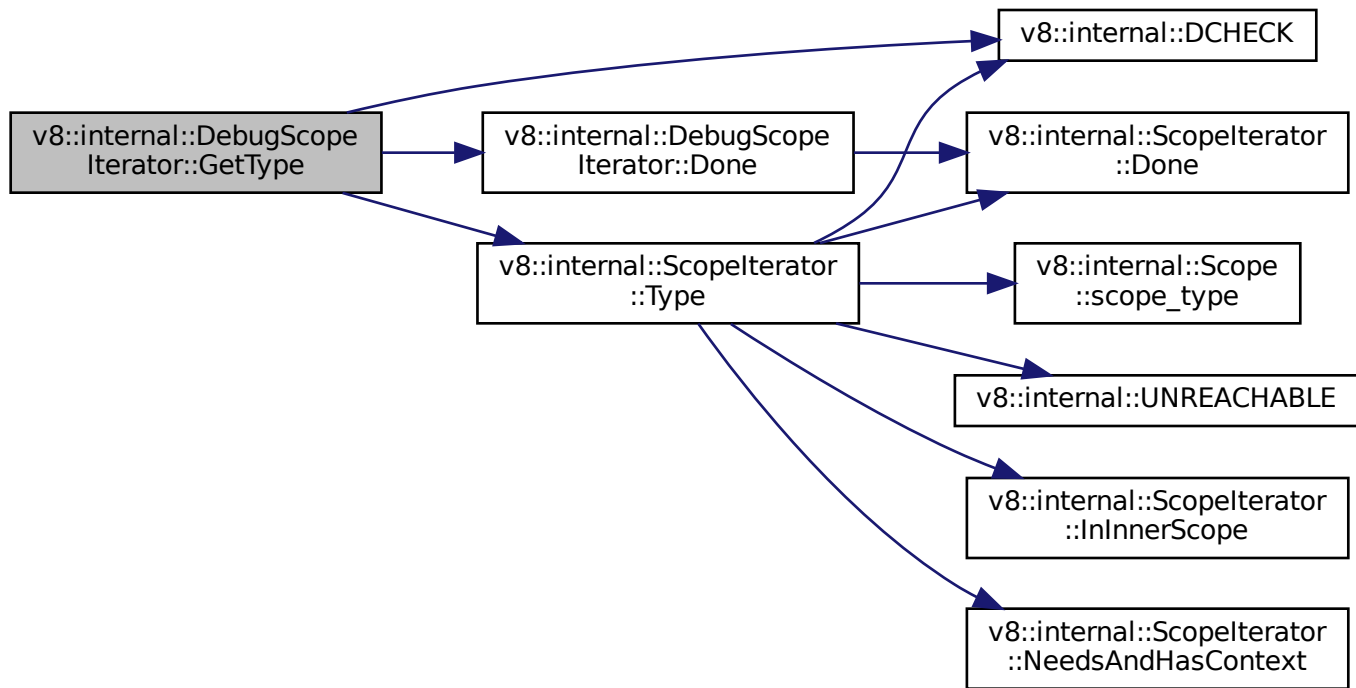 v8::internal::DebugScope
Iterator::GetType
v8::internal::DCHECK
v8::internal::DebugScope
Iterator::Done
v8::internal::ScopeIterator
::Done
v8::internal::ScopeIterator
::Type
v8::internal::Scope
::scope_type
v8::internal::UNREACHABLE
v8::internal::ScopeIterator
::InInnerScope
v8::internal::ScopeIterator
::NeedsAndHasContext